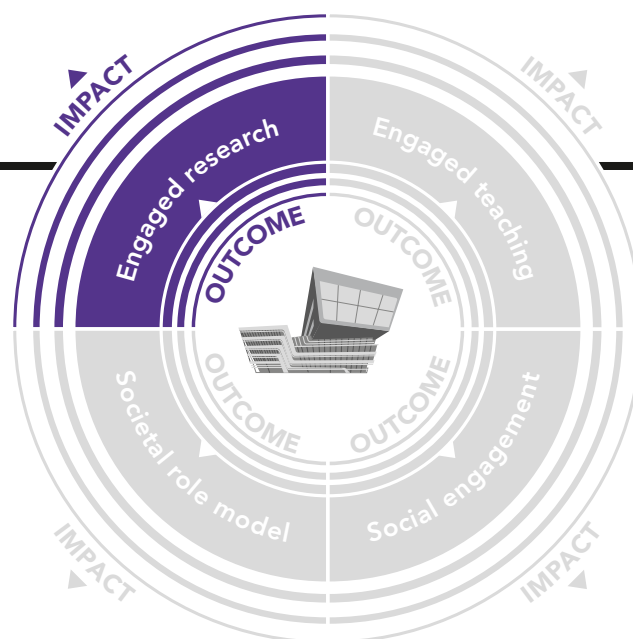 IMPACT
IMPACT
Engaged research
Engaged teaching
OUTCOME
OUTCOME
OUTCOME
OUTCOME
Societal role model
Social engagement
IMPACT
IMPACT